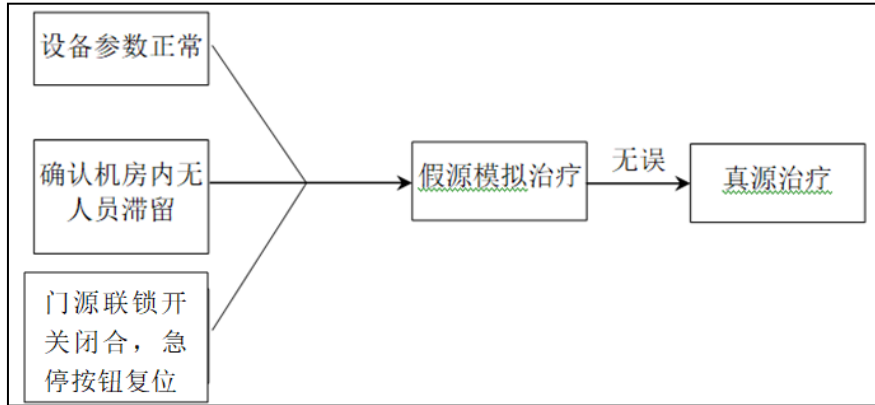 设备参数正常
确认机房内无
人员滞留
门源联锁开
关闭合，急
停按钮复位
假源模拟治疗
无误
真源治疗